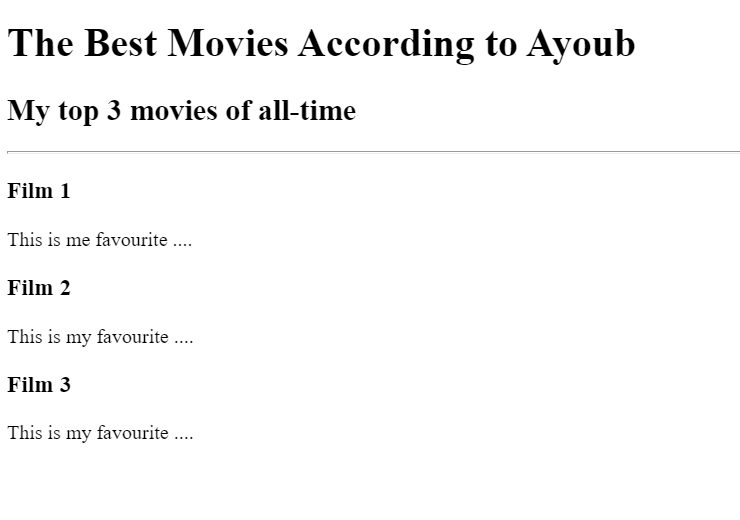 The Best Movies According to Ayoub
My top 3 movies of all-time
Film 1
This is me favourite ....
Film 2
This is my favourite ....
Film 3
This is my favourite ....